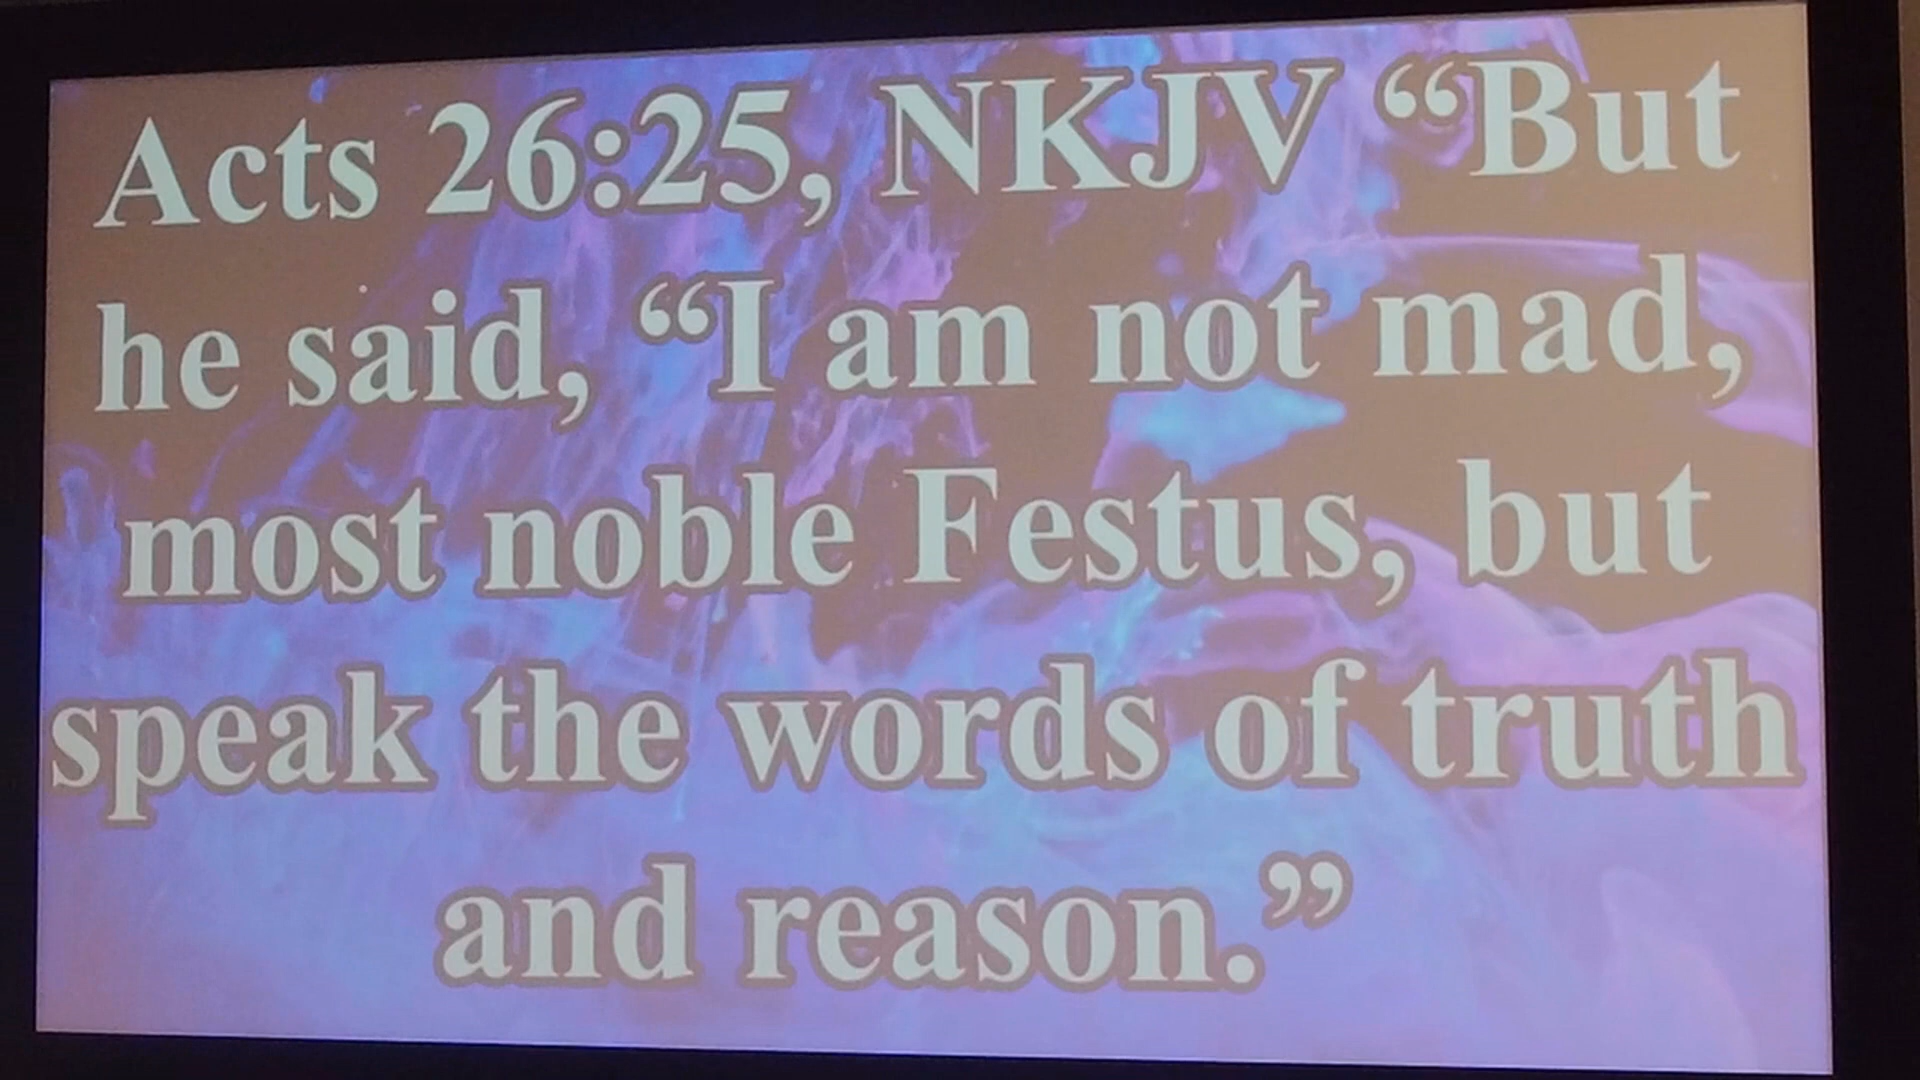 Acts 26:25, NKJV “But
he said, “I am not mad,
most noble Festus, but
speak the words of truth
and reason.”